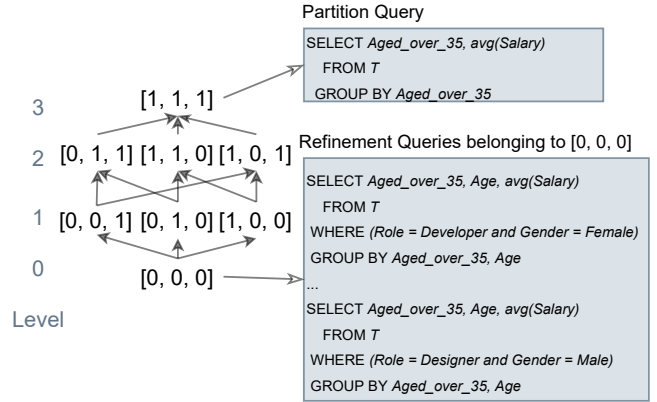 Partition Query
SELECT Aged_over_35, avg(Salary)
FROM T
GROUP BY Aged_over_35
3
[1, 1, 1]
Refinement Queries belonging to [0, 0, 0]
2
[0, 1, 1] [1, 1, 0] [1, 0, 1]
SELECT Aged_over_35, Age, avg(Salary)
FROM T
WHERE (Role = Developer and Gender = Female)
GROUP BY Aged_over_35, Age
1
[0, 0, 1] [0, 1, 0] [1, 0, 0]
0
[0, 0, 0]
...
SELECT Aged_over_35, Age, avg(Salary)
FROM T
WHERE (Role = Designer and Gender = Male)
GROUP BY Aged_over_35, Age
Level